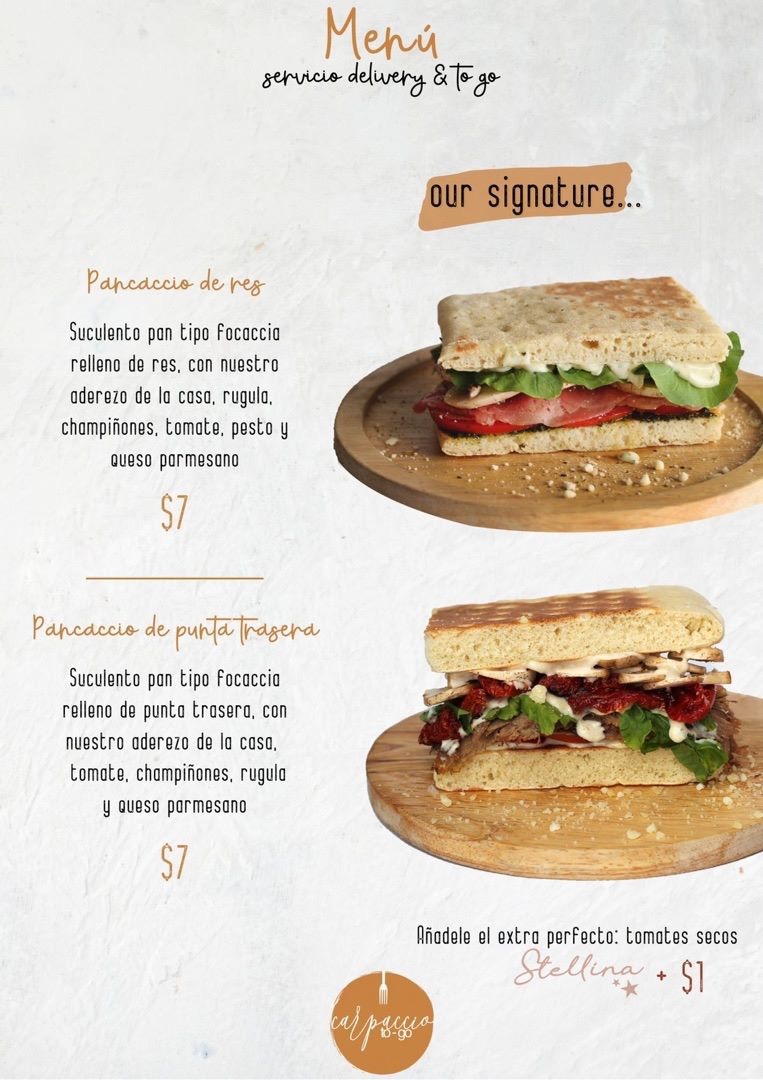 Menú
servicio delivery & to go
our signature...
Pancaccio de res
Suculento pan tipo focaccia
relleno de res, con nuestro
aderezo de la casa, rugula,
champiñones, tomate, pesto y
queso parmesano
$7
Pancaccio de punta trasera
Suculento pan tipo focaccia
relleno de punta trasera, con
nuestro aderezo de la casa,
tomate, champiñones, rugula
y queso parmesano
$7
Añadele el extra perfecto: tomates secos
Stellina + $1
carpaccio
to-go